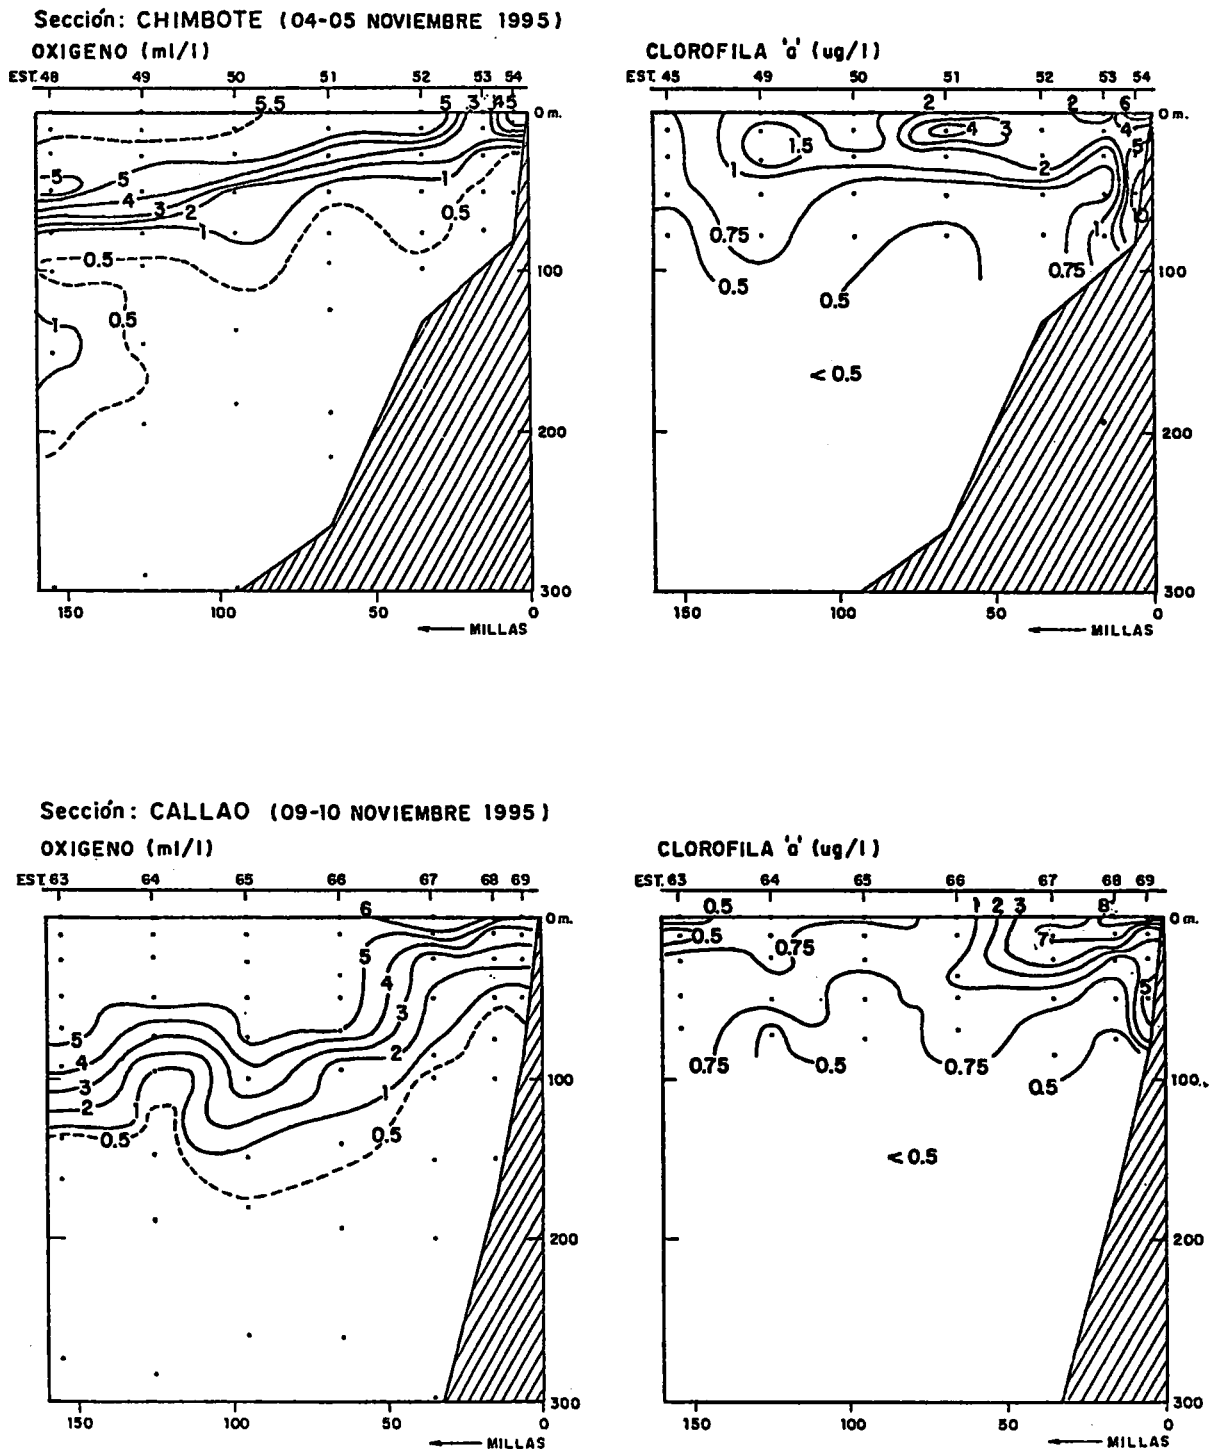 Sección: CHIMBOTE (04-05 NOVIEMBRE 1995)
OXIGENO (ml/l)
EST. 48 49 50 51 52 53 54
5.5 5 3 1 4 5
0 m.
5
5
4
3
2
1
1
0.5
0.5
0.5
1
100
200
300
150 100 50 0
← MILLAS
CLOROFILA 'a' (ug/l)
EST. 45 49 50 51 52 53 54
2 2 6
0 m.
4 3
4
1.5
5
1
2
10
0.75
1
0.75
0.5
0.5
100
< 0.5
200
300
150 100 50 0
← MILLAS
Sección: CALLAO (09-10 NOVIEMBRE 1995)
OXIGENO (ml/l)
EST. 63 64 65 66 67 68 69
6
0 m.
5
4
3
5
4
2
3
1
2
0.5
0.5
100
200
300
150 100 50 0
← MILLAS
CLOROFILA 'a' (ug/l)
EST. 63 64 65 66 67 68 69
0.5 1 2 3 8
0 m.
0.5
0.75
7
5
0.75
0.5
0.75
0.5
100
< 0.5
200
300
150 100 50 0
← MILLAS